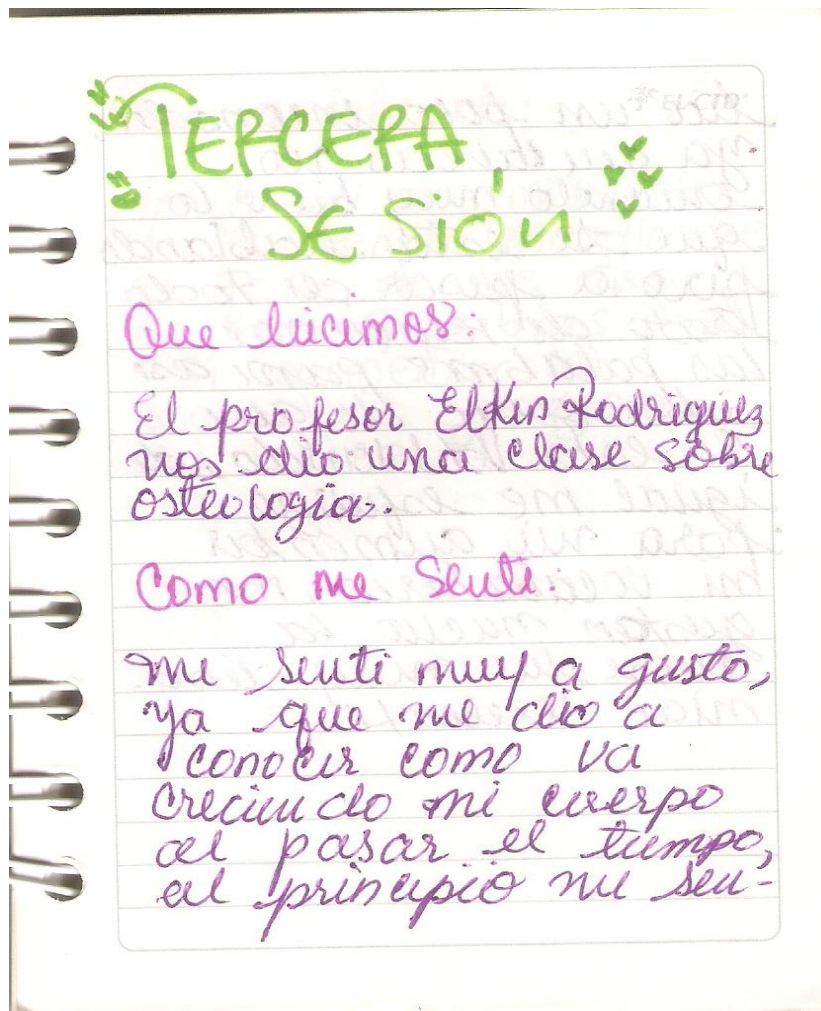 TERCERA
SESIÓN
Que hicimos:
El profesor Elkin Rodriguez
nos dio una clase sobre
osteologia.
Como me senti:
me senti muy a gusto,
ya que me dio a
conocer como va
creciendo mi cuerpo
al pasar el tiempo,
al principio me sen-